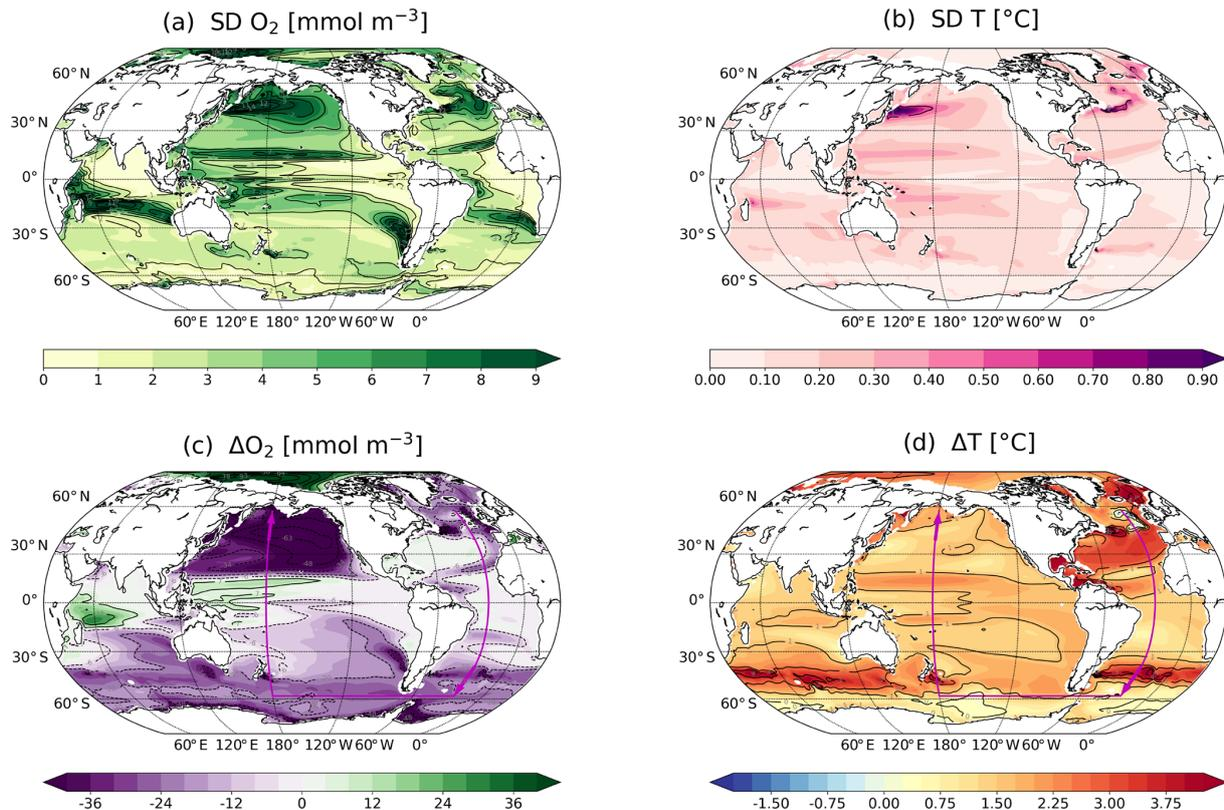 (a) SD O₂ [mmol m⁻³]
60°N
30°N
0°
30°S
60°S
60°E 120°E 180° 120°W 60°W 0°
0 1 2 3 4 5 6 7 8 9
(b) SD T [°C]
60°N
30°N
0°
30°S
60°S
60°E 120°E 180° 120°W 60°W 0°
0.00 0.10 0.20 0.30 0.40 0.50 0.60 0.70 0.80 0.90
(c) ΔO₂ [mmol m⁻³]
60°N
-63
-48
30°N
0°
30°S
60°S
60°E 120°E 180° 120°W 60°W 0°
-36 -24 -12 0 12 24 36
(d) ΔT [°C]
60°N
30°N
0°
30°S
60°S
60°E 120°E 180° 120°W 60°W 0°
-1.50 -0.75 0.00 0.75 1.50 2.25 3.00 3.75